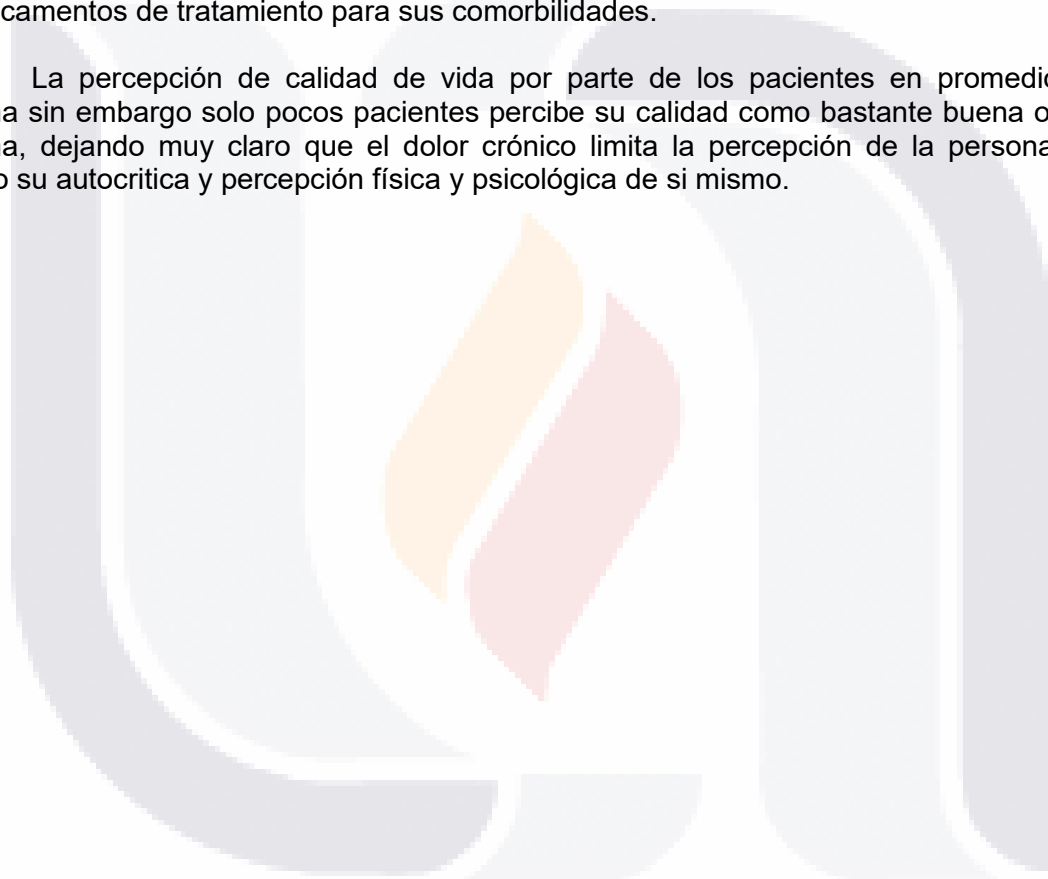 camentos de tratamiento para sus comorbilidades.
La percepción de calidad de vida por parte de los pacientes en promedio
a sin embargo solo pocos pacientes percibe su calidad como bastante buena o
a, dejando muy claro que el dolor crónico limita la percepción de la persona
o su autocritica y percepción física y psicológica de si mismo.